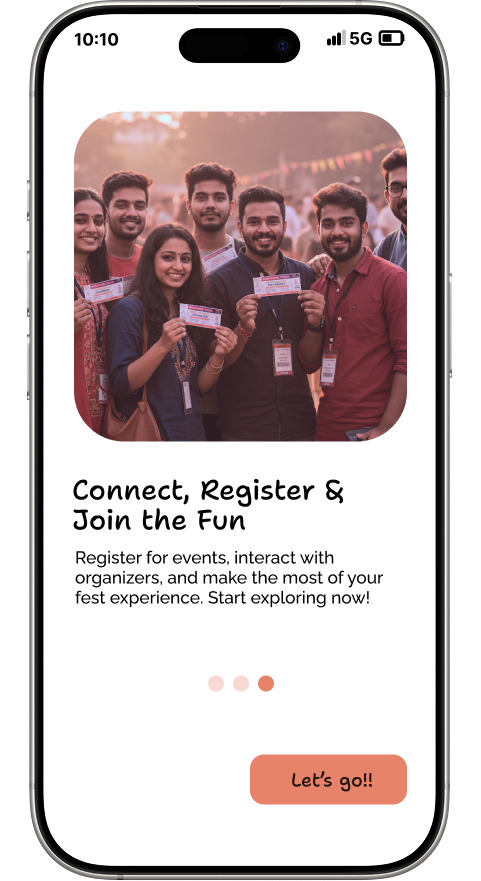 10:10
5G
Connect, Register &
Join the Fun
Register for events, interact with
organizers, and make the most of your
fest experience. Start exploring now!
Let's go!!